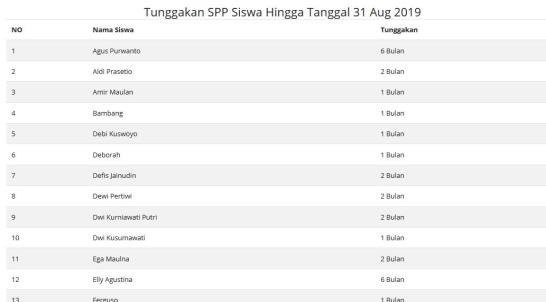 Tunggakan SPP Siswa Hingga Tanggal 31 Aug 2019
NO Nama Siswa Tunggakan
1 Agus Purwanto 6 Bulan
2 Aldi Prasetio 2 Bulan
3 Amir Maulan 1 Bulan
4 Bambang 1 Bulan
5 Debi Kuswoyo 1 Bulan
6 Deborah 1 Bulan
7 Defis Jainudin 2 Bulan
8 Dewi Pertiwi 2 Bulan
9 Dwi Kurniawati Putri 2 Bulan
10 Dwi Kusumawati 1 Bulan
11 Ega Maulna 2 Bulan
12 Elly Agustina 6 Bulan
13 Ferguso 1 Bulan